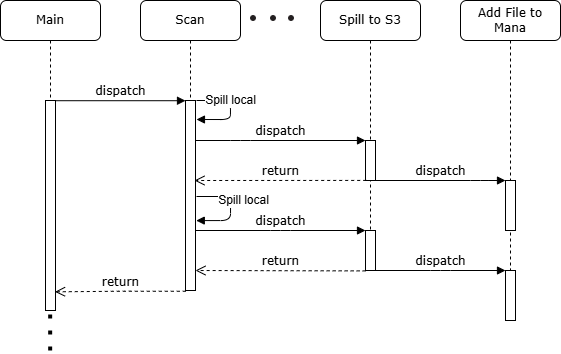 Main
Scan
Spill to S3
Add File to
Mana
dispatch
Spill local
dispatch
return
dispatch
Spill local
dispatch
return
dispatch
return